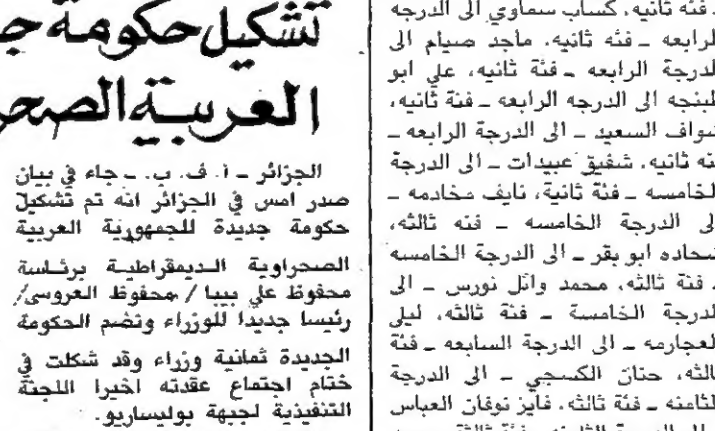 فئه ثانيه، كساب سماوي الى الدرجه
الرابعه ـ فئه ثانيه، ماجد صيام الى
الدرجة الرابعه ـ فئة ثانيه، علي ابو
الى الدرجه الرابعه ـ فئة ثانيه،
شواف السعيد ـ الى الدرجة الرابعه ـ
ثانيه، شفيق عبيدات ـ الى الدرجة
الخامسه ـ فئة ثانية، نايف مخادمه ـ
الى الدرجة الخامسه ـ فئه ثالثه،
شحاده ابو بقر ـ الى الدرجة الخامسه
ـ فئة ثالثه، محمد وائل نورس ـ الى
الدرجة الخامسة ـ فئة ثالثه، ليلى
العجارمه ـ الى الدرجة السابعه ـ فئة
ثالثه، حنان الكسجي ـ الى الدرجة
الثامنه ـ فئة ثالثه، فايز نوفان العباس
تشكيل حكومة
العربية
الجزائر ـ ا. ف. ب. ـ جاء في بيان
صدر امس في الجزائر انه تم تشكيل
حكومة جديدة للجمهورية العربية
الصحراوية الديمقراطية برئاسة
محفوظ علي بيبا / محفوظ العروسي/
رئيسا جديدا للوزراء وتضم الحكومة
الجديدة ثمانية وزراء وقد شكلت في
ختام اجتماع عقدته اخيرا اللجنة
التنفيذية لجبهة بوليساريو.